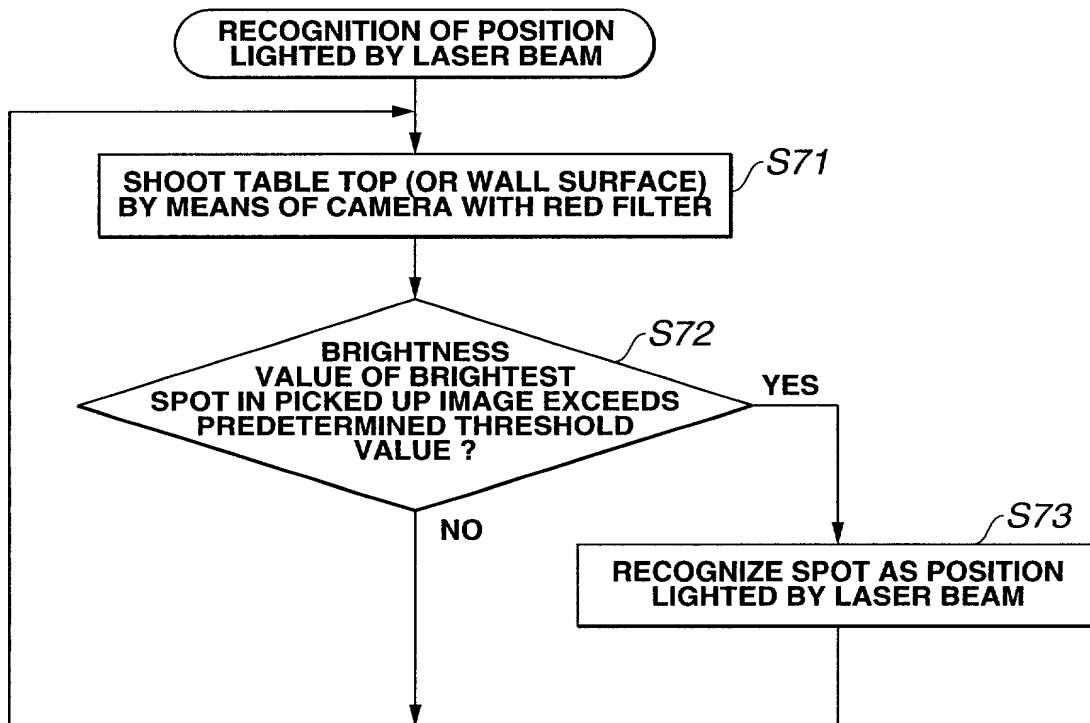 RECOGNITION OF POSITION
LIGHTED BY LASER BEAM
S71
SHOOT TABLE TOP (OR WALL SURFACE)
BY MEANS OF CAMERA WITH RED FILTER
S72
BRIGHTNESS
VALUE OF BRIGHTEST
SPOT IN PICKED UP IMAGE EXCEEDS
PREDETERMINED THRESHOLD
VALUE ?
YES
NO
S73
RECOGNIZE SPOT AS POSITION
LIGHTED BY LASER BEAM